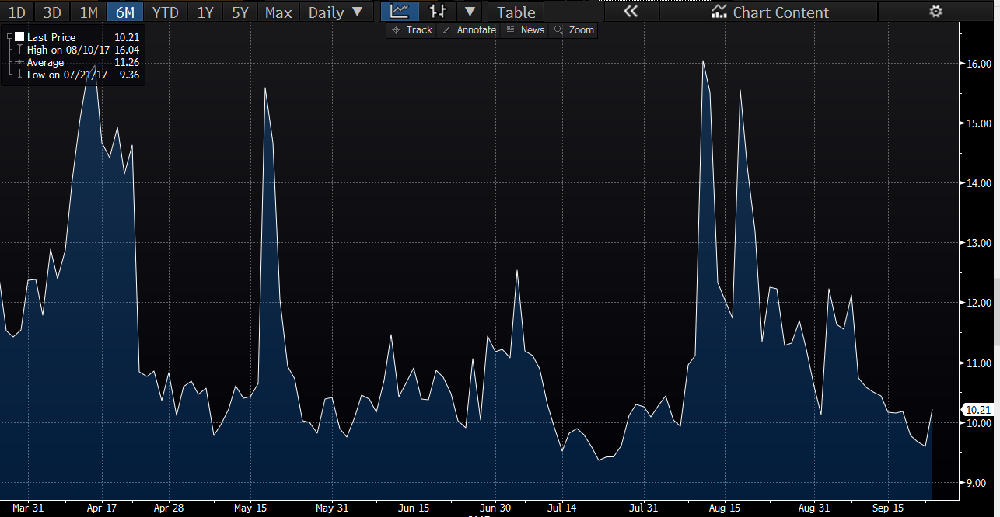 1D 3D 1M 6M YTD 1Y 5Y Max Daily ▼ ▼ Table « Chart Content
Track Annotate News Zoom
Last Price 10.21
High on 08/10/17 16.04
Average 11.26
Low on 07/21/17 9.36
16.00
15.00
14.00
13.00
12.00
11.00
10.21
10.00
9.00
Mar 31 Apr 17 Apr 28 May 15 May 31 Jun 15 Jun 30 Jul 14 Jul 31 Aug 15 Aug 31 Sep 15